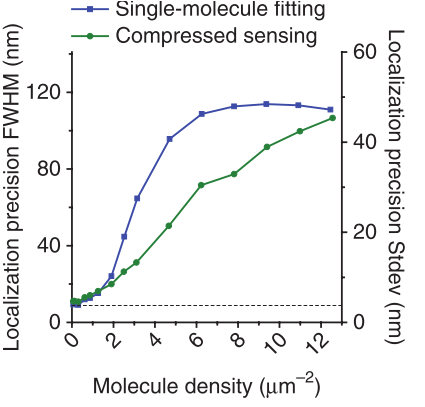 Single-molecule fitting
Compressed sensing
Localization precision FWHM (nm)
120
80
40
0
60
40
20
0
Localization precision Stdev (nm)
0 2 4 6 8 10 12
Molecule density (μm⁻²)